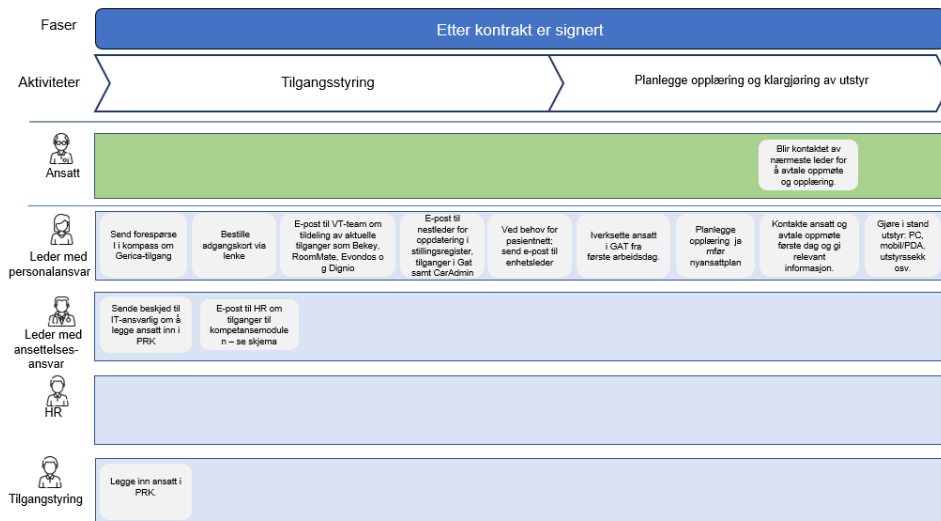 Faser
Etter kontrakt er signert
Aktiviteter
Tilgangsstyring
Planlegge opplæring og klargjøring av utstyr
Ansatt
Blir kontaktet av
nærmeste leder for
å avtale oppmøte
og opplæring.
Leder med
personalansvar
Send forespørse
l i kompass om
Gerica-tilgang
Bestille
adgangskort via
lenke
E-post til VT-team om
tildeling av aktuelle
tilganger som Bekey,
RoomMate, Evondos o
g Dignio
E-post til
nestleder for
oppdatering i
stillingsregister,
tilganger i Gat
samt CarAdmin
Ved behov for
pasientnett;
send e-post til
enhetsleder
Iverksette ansatt
i GAT fra
første arbeidsdag.
Planlegge
opplæring ja
mfør
nyansattplan
Kontakte ansatt og
avtale oppmøte
første dag og gi
relevant
informasjon.
Gjøre i stand
utstyr: PC,
mobil/PDA,
utstyrssekk
osv.
Leder med
ansettelses-
ansvar
Sende beskjed til
IT-ansvarlig om å
legge ansatt inn i
PRK
E-post til HR om
tilganger til
kompetansemodule
n – se skjema
HR
Tilgangstyring
Legge inn ansatt i
PRK.